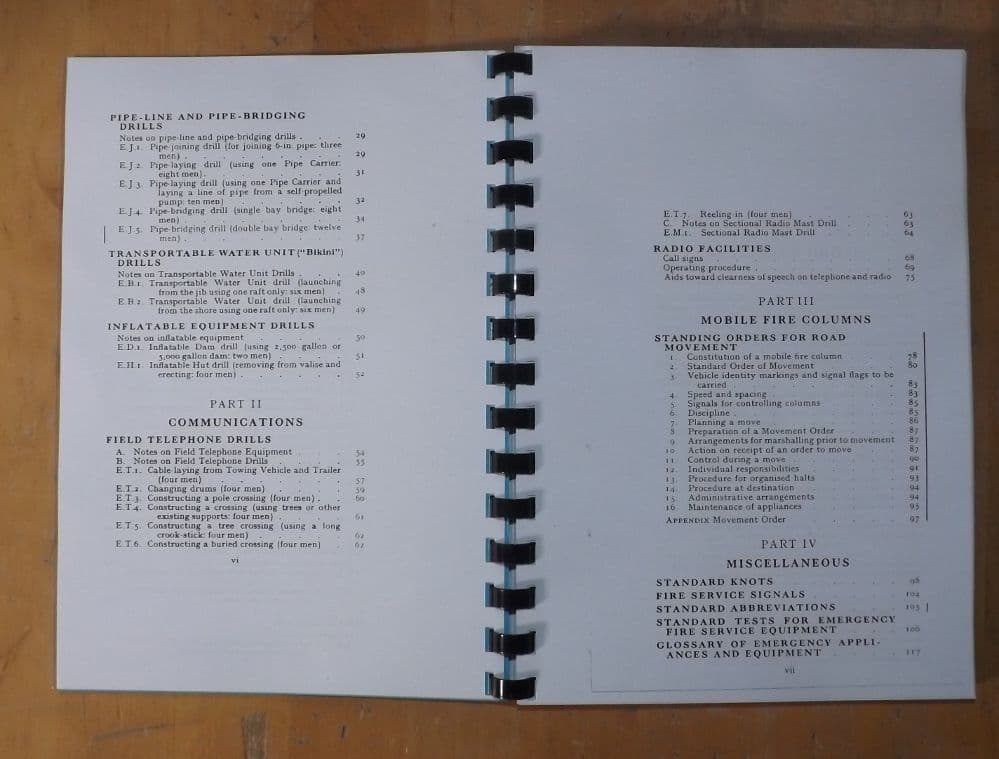 PIPE-LINE AND PIPE-BRIDGING
DRILLS
Notes on pipe-line and pipe-bridging drills . . . 29
E.J.1. Pipe-joining drill (for joining 6-in. pipe: three
men) . . . . . . . . 29
E.J.2. Pipe-laying drill (using one Pipe Carrier:
eight men) . . . . . . . 31
E.J.3. Pipe-laying drill (using one Pipe Carrier and
laying a line of pipe from a self-propelled
pump: ten men) . . . . . . 32
E.J.4. Pipe-bridging drill (single bay bridge: eight
men) . . . . . . . . 34
E.J.5. Pipe-bridging drill (double bay bridge: twelve
men) . . . . . . . . 37
TRANSPORTABLE WATER UNIT ("Bikini")
DRILLS
Notes on Transportable Water Unit Drills . . . 40
E.B.1. Transportable Water Unit drill (launching
from the jib using one raft only: six men) . 48
E.B.2. Transportable Water Unit drill (launching
from the shore using one raft only: six men) 49
INFLATABLE EQUIPMENT DRILLS
Notes on inflatable equipment . . . . 50
E.D.1. Inflatable Dam drill (using 2,500 gallon or
5,000 gallon dam: two men) . . . . 51
E.H.1. Inflatable Hut drill (removing from valise and
erecting: four men) . . . . . . 52
PART II
COMMUNICATIONS
FIELD TELEPHONE DRILLS
A. Notes on Field Telephone Equipment . . 54
B. Notes on Field Telephone Drills . . . . 55
E.T.1. Cable-laying from Towing Vehicle and Trailer
(four men) . . . . . . . 57
E.T.2. Changing drums (four men) . . . . 59
E.T.3. Constructing a pole crossing (four men) . . 60
E.T.4. Constructing a crossing (using trees or other
existing supports: four men) . . . . 61
E.T.5. Constructing a tree crossing (using a long
crook-stick: four men) . . . . . 62
E.T.6. Constructing a buried crossing (four men) . 62
vi
E.T.7. Reeling in (four men) . . . . . 63
C. Notes on Sectional Radio Mast Drill . . . 63
E.M.1. Sectional Radio Mast Drill . . . . 64
RADIO FACILITIES
Call signs . . . . . . . . 68
Operating procedure . . . . . . . 69
Aids toward clearness of speech on telephone and radio 75
PART III
MOBILE FIRE COLUMNS
STANDING ORDERS FOR ROAD
MOVEMENT
1. Constitution of a mobile fire column . . 78
2. Standard Order of Movement . . . . 80
3. Vehicle identity markings and signal flags to be
carried . . . . . . . . 83
4. Speed and spacing . . . . . . 83
5. Signals for controlling columns . . . . 85
6. Discipline . . . . . . . . 85
7. Planning a move . . . . . . 86
8. Preparation of a Movement Order . . . 87
9. Arrangements for marshalling prior to movement 87
10. Action on receipt of an order to move . . 87
11. Control during a move . . . . . 90
12. Individual responsibilities . . . . . 91
13. Procedure for organised halts . . . . 93
14. Procedure at destination . . . . . 94
15. Administrative arrangements . . . . 94
16. Maintenance of appliances . . . . 95
APPENDIX Movement Order . . . . . 97
PART IV
MISCELLANEOUS
STANDARD KNOTS . . . . . . 98
FIRE SERVICE SIGNALS . . . . . 104
STANDARD ABBREVIATIONS . . . . 105
STANDARD TESTS FOR EMERGENCY
FIRE SERVICE EQUIPMENT . . . 106
GLOSSARY OF EMERGENCY APPLI-
ANCES AND EQUIPMENT . . . . 117
vii